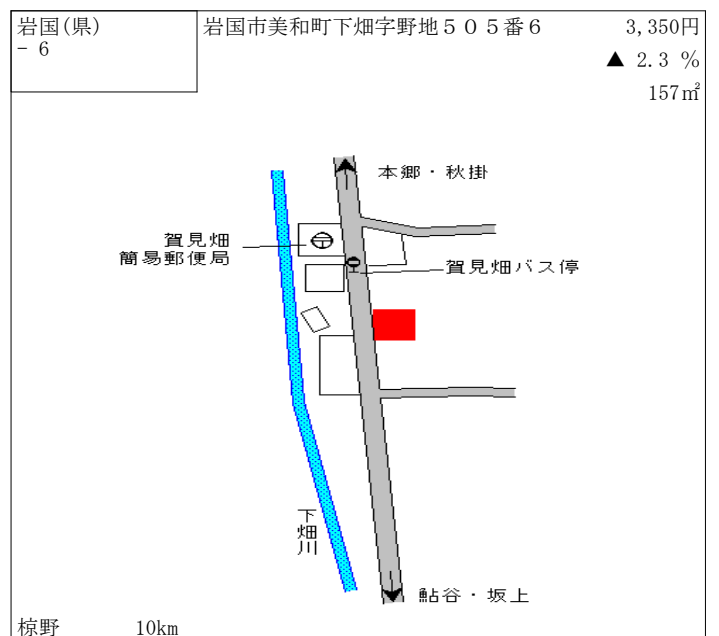 岩国(県)
- 6
岩国市美和町下畑字野地５０５番６
3,350円
▲ 2.3 %
157㎡
本郷・秋掛
賀見畑
簡易郵便局
賀見畑バス停
下畑川
鮎谷・坂上
椋野 10km